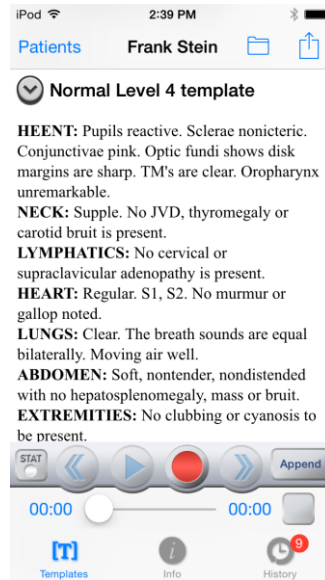 iPod 2:39 PM
Patients Frank Stein
Normal Level 4 template
HEENT: Pupils reactive. Sclerae nonicteric.
Conjunctivae pink. Optic fundi shows disk
margins are sharp. TM's are clear. Oropharynx
unremarkable.
NECK: Supple. No JVD, thyromegaly or
carotid bruit is present.
LYMPHATICS: No cervical or
supraclavicular adenopathy is present.
HEART: Regular. S1, S2. No murmur or
gallop noted.
LUNGS: Clear. The breath sounds are equal
bilaterally. Moving air well.
ABDOMEN: Soft, nontender, nondistended
with no hepatosplenomegaly, mass or bruit.
EXTREMITIES: No clubbing or cyanosis to
be present.
STAT Append
00:00 00:00
[T] i 9
Templates Info History